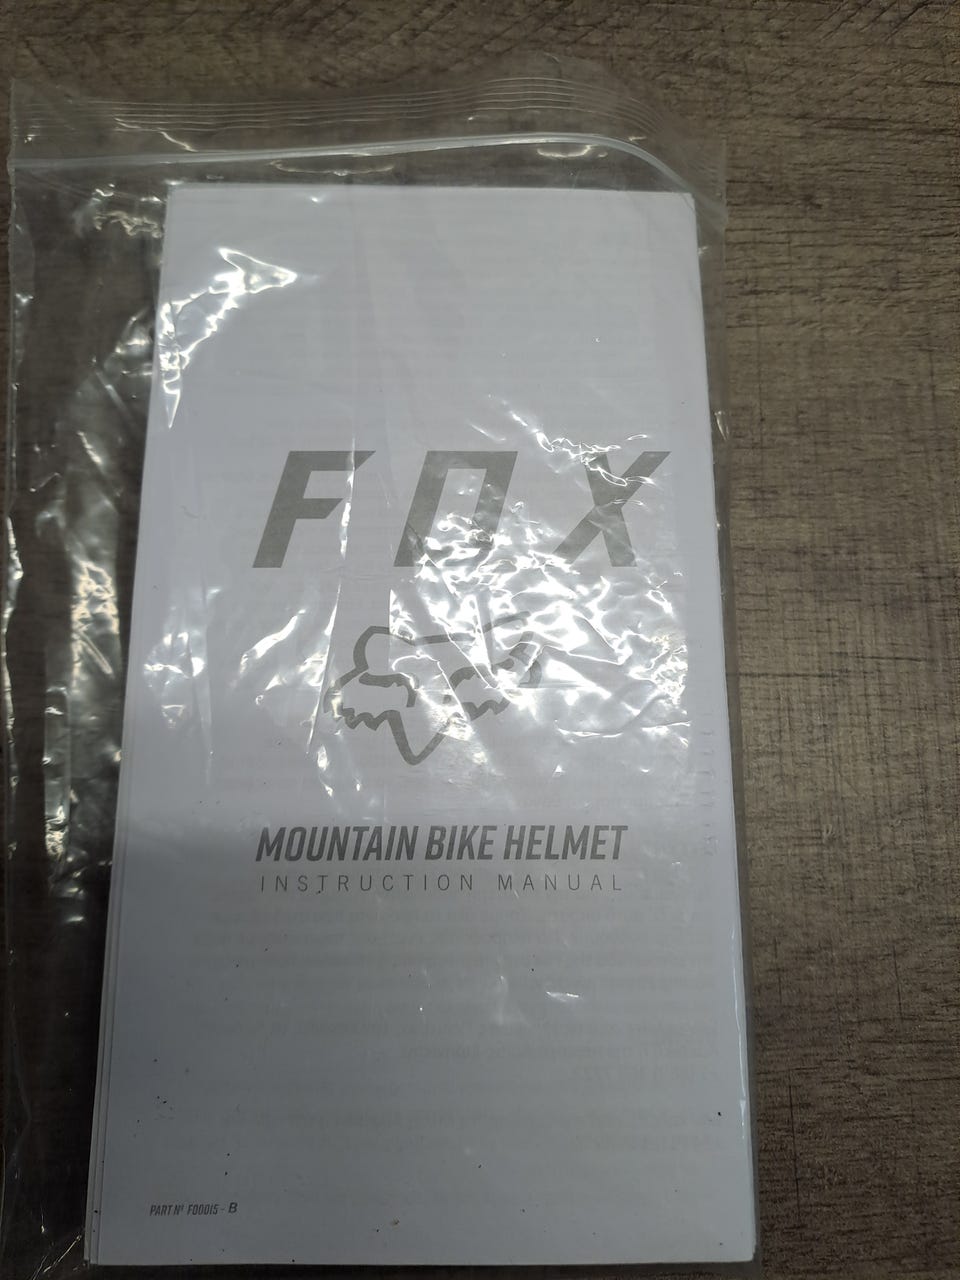 FOX
MOUNTAIN BIKE HELMET
INSTRUCTION MANUAL
PART Nº F00015 - B